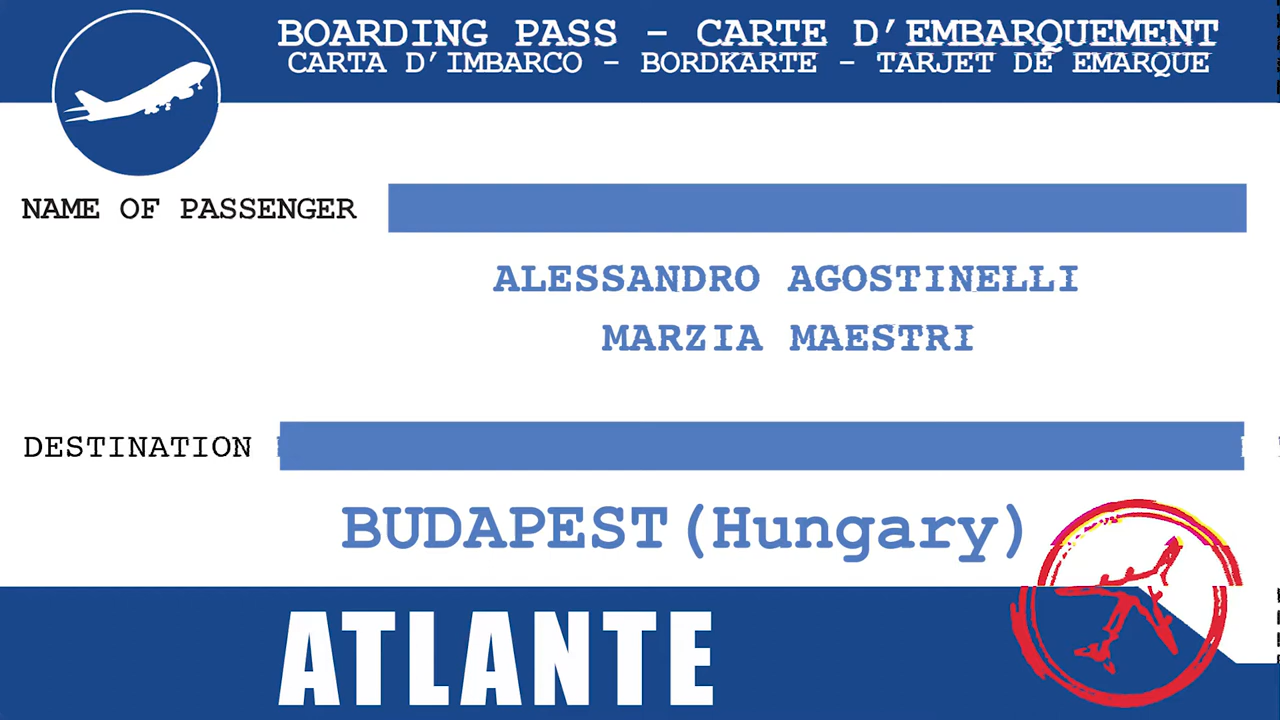 BOARDING PASS – CARTE D'EMBARQUEMENT
CARTA D'IMBARCO - BORDKARTE - TARJET DE EMARQUE
NAME OF PASSENGER
ALESSANDRO AGOSTINELLI
MARZIA MAESTRI
DESTINATION
BUDAPEST(Hungary)
ATLANTE